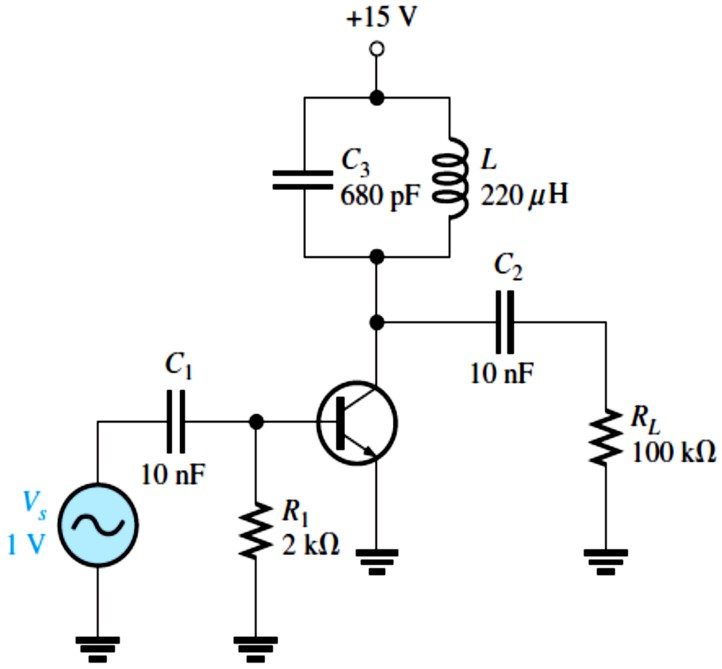 +15 V
C3
680 pF
L
220 μH
C2
10 nF
C1
10 nF
RL
100 kΩ
Vs
1 V
R1
2 kΩ